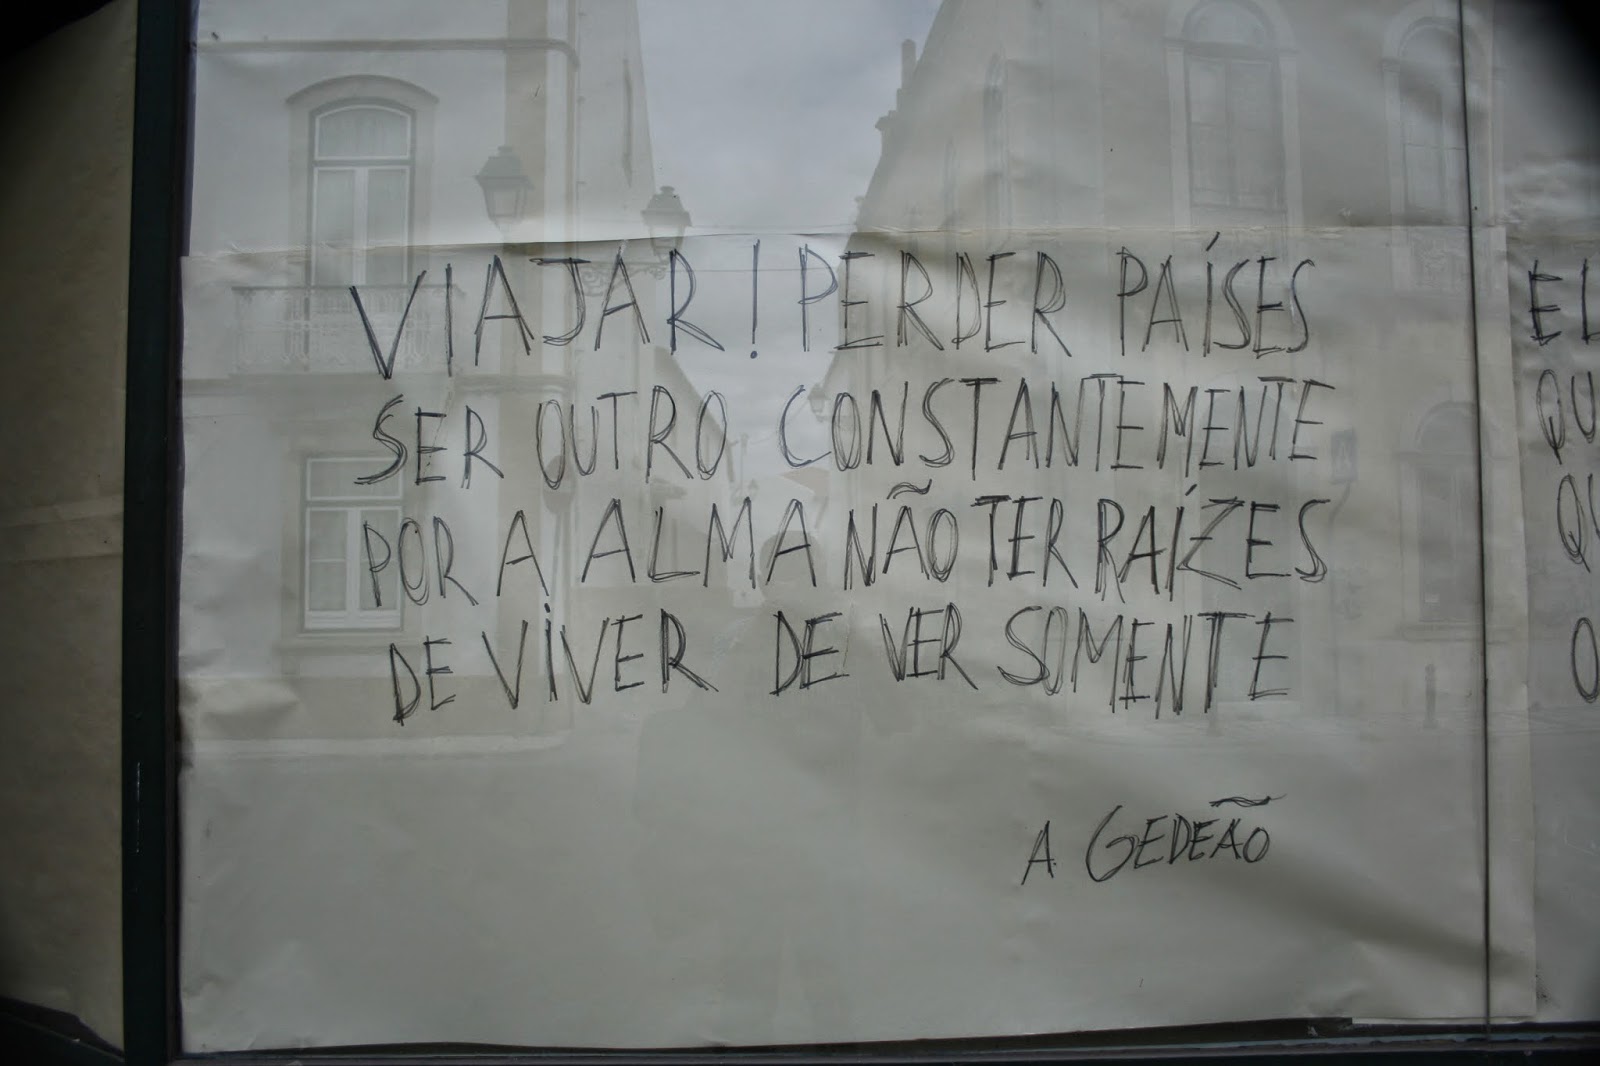 VIAJAR! PERDER PAÍSES
SER OUTRO CONSTANTEMENTE
POR A ALMA NÃO TER RAÍZES
DE VIVER DE VER SOMENTE
A GEDEÃO